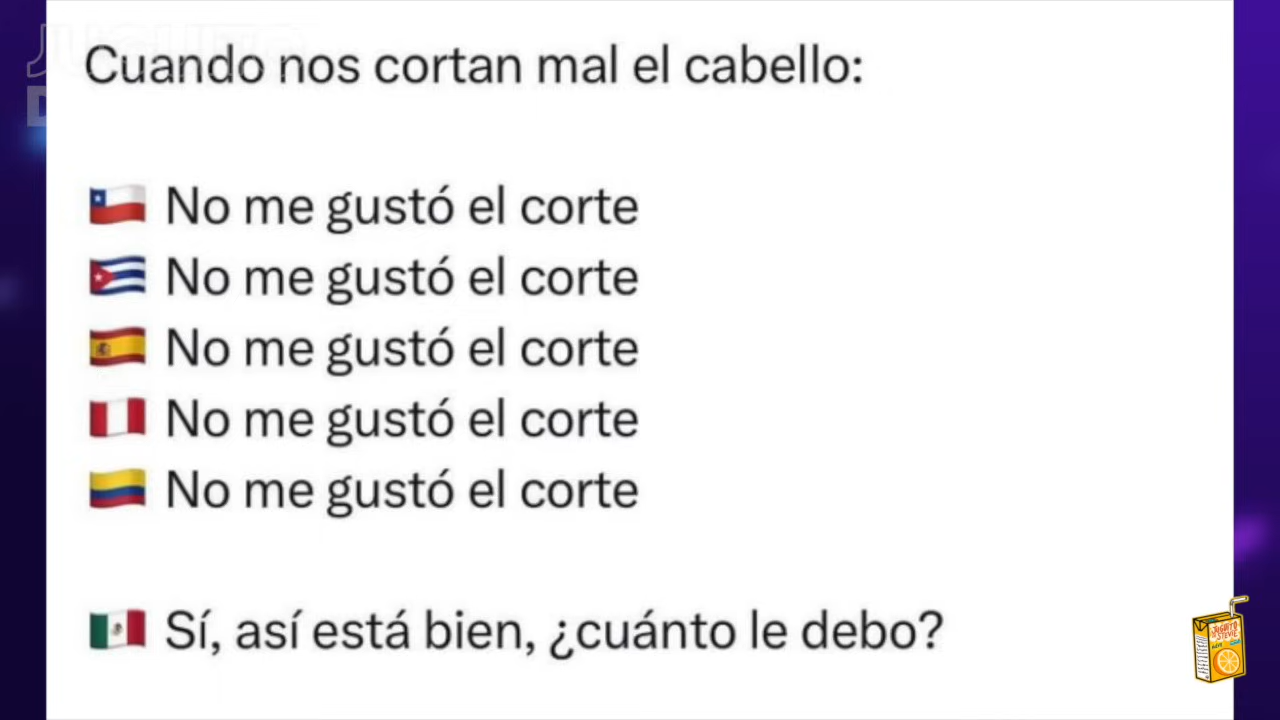 Cuando nos cortan mal el cabello:
🇨🇱 No me gustó el corte
🇨🇺 No me gustó el corte
🇪🇸 No me gustó el corte
🇵🇪 No me gustó el corte
🇨🇴 No me gustó el corte
🇲🇽 Sí, así está bien, ¿cuánto le debo?
JUGUITO
STEVIE